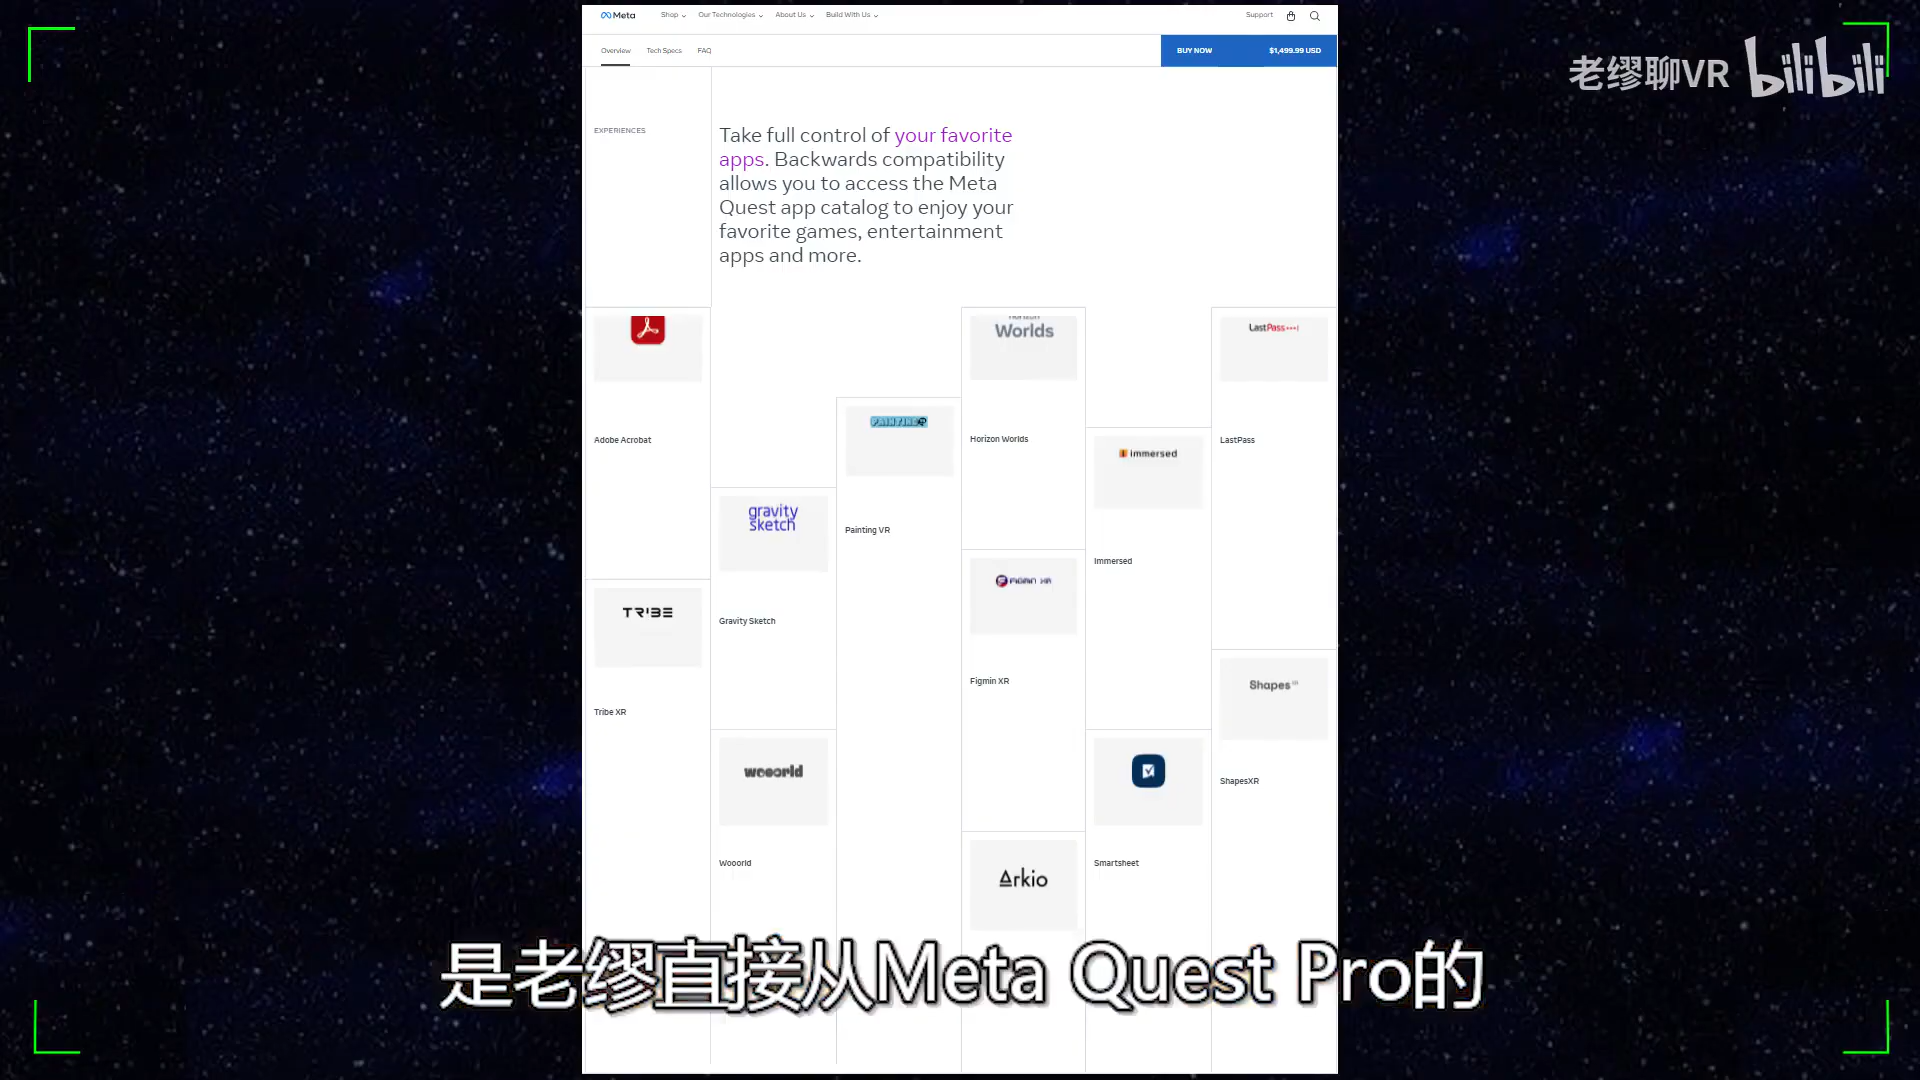 Meta
Shop
Our Technologies
About Us
Build With Us
Support
Overview
Tech Specs
FAQ
BUY NOW
$1,499.99 USD
老缪聊VR bilibili
EXPERIENCES
Take full control of your favorite
apps. Backwards compatibility
allows you to access the Meta
Quest app catalog to enjoy your
favorite games, entertainment
apps and more.
Adobe Acrobat
TRIBE
Tribe XR
gravity
sketch
Gravity Sketch
wooorld
Wooorld
PAINTING
Painting VR
Horizon
Worlds
Horizon Worlds
FIGMIN XR
Figmin XR
Arkio
immersed
Immersed
Smartsheet
LastPass
LastPass
Shapes XR
ShapesXR
是老缪直接从Meta Quest Pro的